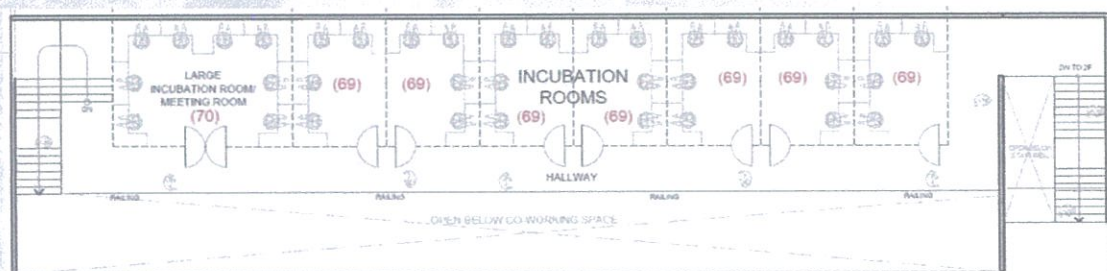 LARGE
INCUBATION ROOM/
MEETING ROOM
(70)
(69)
(69)
INCUBATION
ROOMS
(69)
(69)
(69)
(69)
(69)
DN TO 2F
DN
HALLWAY
RAILING
RAILING
RAILING
RAILING
OPEN BELOW CO-WORKING SPACE